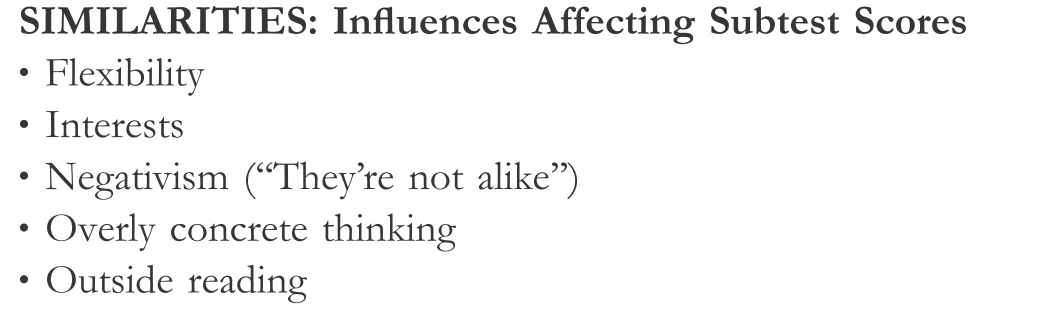 SIMILARITIES: Influences Affecting Subtest Scores
• Flexibility
• Interests
• Negativism (“They’re not alike”)
• Overly concrete thinking
• Outside reading